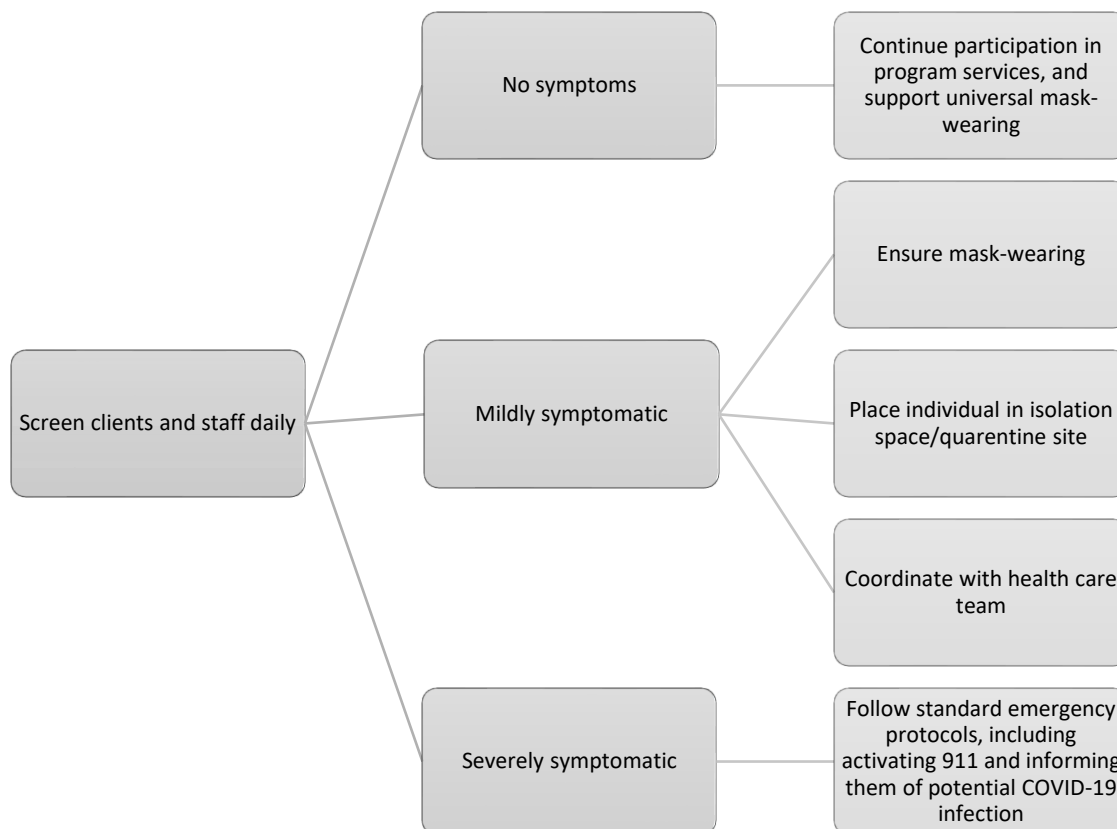 No symptoms
Continue participation in
program services, and
support universal mask-
wearing
Ensure mask-wearing
Screen clients and staff daily
Mildly symptomatic
Place individual in isolation
space/quarentine site
Coordinate with health care
team
Severely symptomatic
Follow standard emergency
protocols, including
activating 911 and informing
them of potential COVID-19
infection